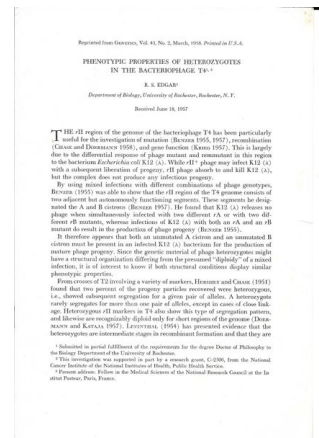 Reprinted from GENETICS, Vol. 43, No. 2, March, 1958. Printed in U.S.A.
PHENOTYPIC PROPERTIES OF HETEROZYGOTES
IN THE BACTERIOPHAGE T4¹, ²
R. S. EDGAR³
Department of Biology, University of Rochester, Rochester, N. Y.
Received June 18, 1957
THE rII region of the genome of the bacteriophage T4 has been particularly
useful for the investigation of mutation (BENZER 1955, 1957), recombination
(CHASE and DOERMANN 1958), and gene function (KRIEG 1957). This is largely
due to the differential response of phage mutant and nonmutant in this region
to the bacterium Escherichia coli K12 (λ). While rII⁺ phage may infect K12 (λ)
with a subsequent liberation of progeny, rII phage absorb to and kill K12 (λ),
but the complex does not produce any infectious progeny.
By using mixed infections with different combinations of phage genotypes,
BENZER (1955) was able to show that the rII region of the T4 genome consists of
two adjacent but autonomously functioning segments. These segments he desig-
nated the A and B cistrons (BENZER 1957). He found that K12 (λ) releases no
phage when simultaneously infected with two different rA or with two dif-
ferent rB mutants, whereas infections of K12 (λ) with both an rA and an rB
mutant do result in the production of phage progeny (BENZER 1955).
It therefore appears that both an unmutated A cistron and an unmutated B
cistron must be present in an infected K12 (λ) bacterium for the production of
mature phage progeny. Since the genetic material of phage heterozygotes might
have a structural organization differing from the presumed "diploidy" of a mixed
infection, it is of interest to know if both structural conditions display similar
phenotypic properties.
From crosses of T2 involving a variety of markers, HERSHEY and CHASE (1951)
found that two percent of the progeny particles recovered were heterozygous,
i.e., showed subsequent segregation for a given pair of alleles. A heterozygote
rarely segregates for more than one pair of alleles, except in cases of close link-
age. Heterozygous rII markers in T4 also show this type of segregation pattern,
and likewise are recognizably diploid only for short regions of the genome (DOER-
MANN and KATAJA 1957). LEVINTHAL (1954) has presented evidence that the
heterozygotes are intermediate stages in recombinant formation and that they are
¹ Submitted in partial fulfillment of the requirements for the degree Doctor of Philosophy to
the Biology Department of the University of Rochester.
² This investigation was supported in part by a research grant, C-2306, from the National
Cancer Institute of the National Institutes of Health, Public Health Service.
³ Present address: Fellow in the Medical Sciences of the National Research Council at the In-
stitut Pasteur, Paris, France.